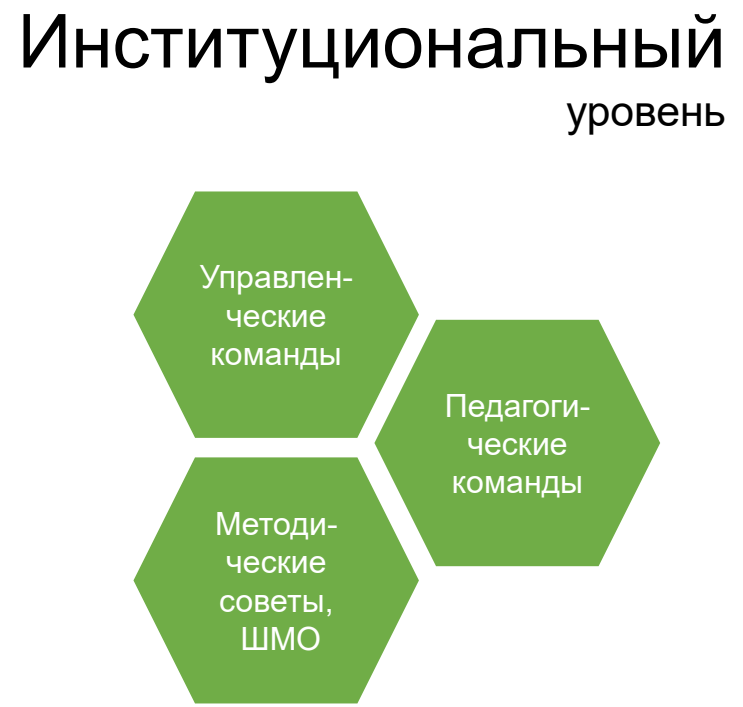 Институциональный
уровень
Управлен-
ческие
команды
Педагоги-
ческие
команды
Методи-
ческие
советы,
ШМО